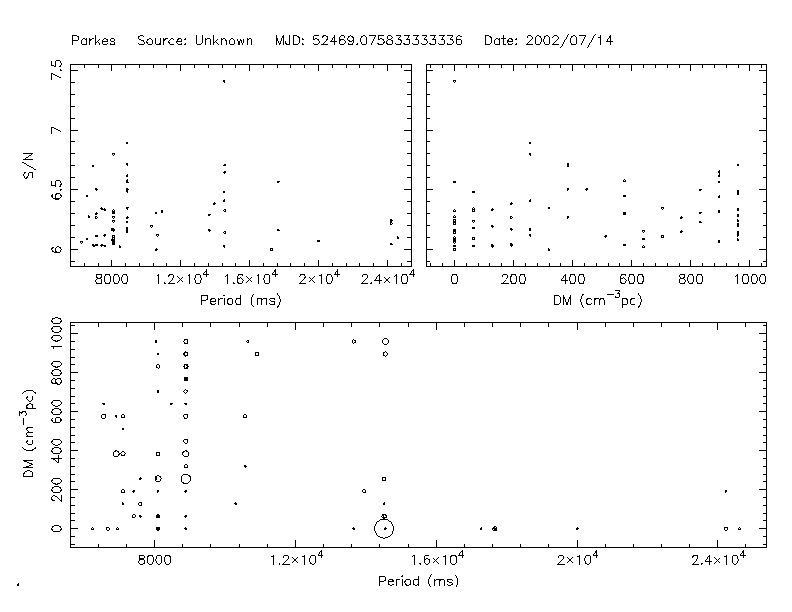 Parkes Source: Unknown MJD: 52469.075833333336 Date: 2002/07/14
7.5
7
6.5
6
S/N
8000 1.2×10⁴ 1.6×10⁴ 2×10⁴ 2.4×10⁴
Period (ms)
0 200 400 600 800 1000
DM (cm⁻³pc)
1000
800
600
400
200
0
DM (cm⁻³pc)
8000 1.2×10⁴ 1.6×10⁴ 2×10⁴ 2.4×10⁴
Period (ms)